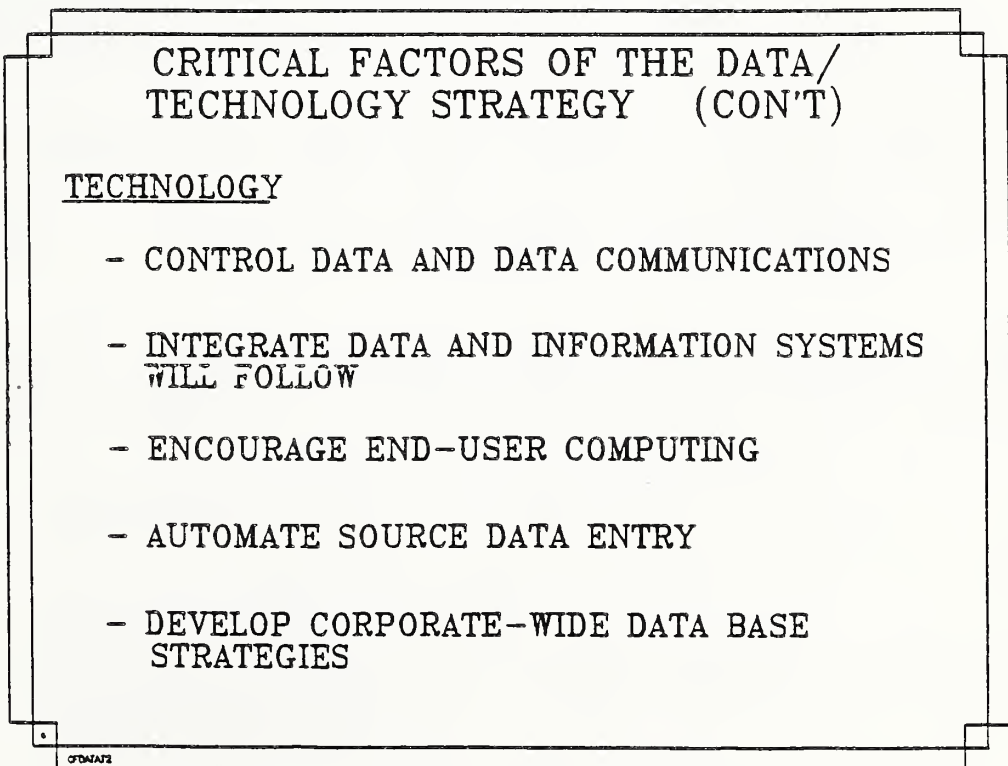 CRITICAL FACTORS OF THE DATA/
TECHNOLOGY STRATEGY (CON'T)
TECHNOLOGY
- CONTROL DATA AND DATA COMMUNICATIONS
- INTEGRATE DATA AND INFORMATION SYSTEMS
WILL FOLLOW
- ENCOURAGE END-USER COMPUTING
- AUTOMATE SOURCE DATA ENTRY
- DEVELOP CORPORATE-WIDE DATA BASE
STRATEGIES